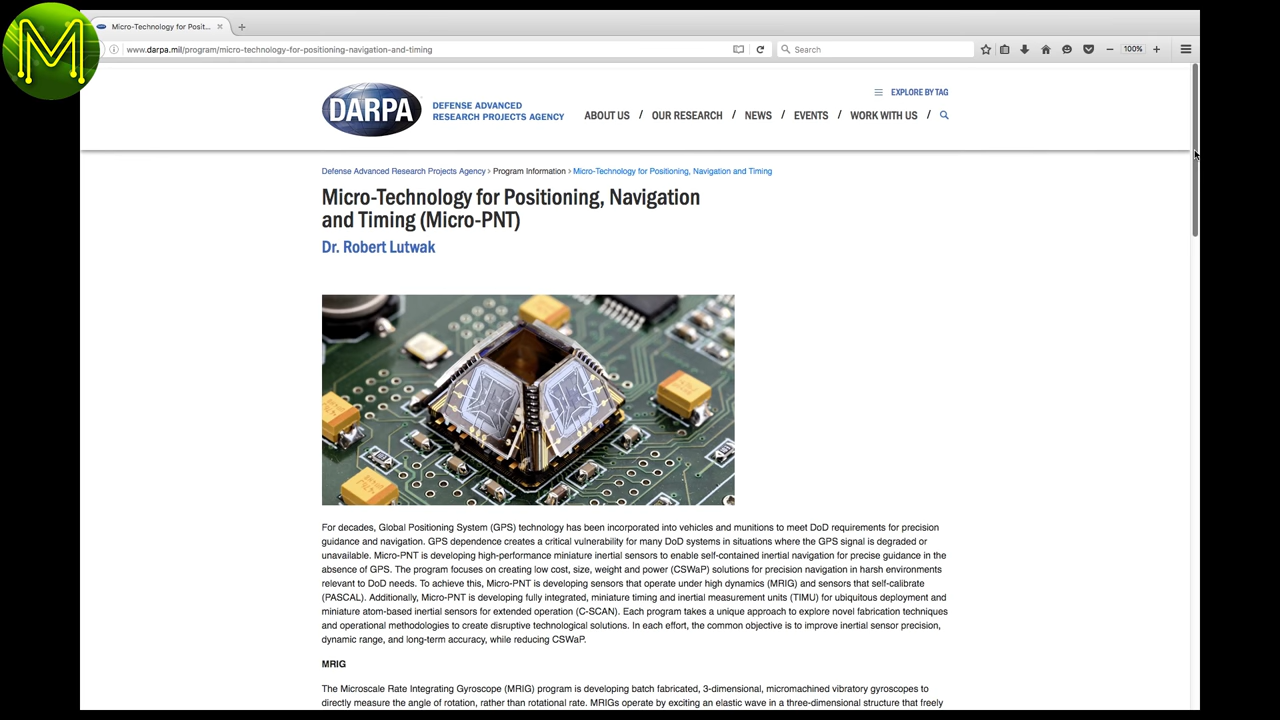 M
Micro-Technology for Posit...
www.darpa.mil/program/micro-technology-for-positioning-navigation-and-timing
Search
100%
EXPLORE BY TAG
DARPA
DEFENSE ADVANCED
RESEARCH PROJECTS AGENCY
ABOUT US / OUR RESEARCH / NEWS / EVENTS / WORK WITH US /
Defense Advanced Research Projects Agency › Program Information › Micro-Technology for Positioning, Navigation and Timing
Micro-Technology for Positioning, Navigation
and Timing (Micro-PNT)
Dr. Robert Lutwak
For decades, Global Positioning System (GPS) technology has been incorporated into vehicles and munitions to meet DoD requirements for precision
guidance and navigation. GPS dependence creates a critical vulnerability for many DoD systems in situations where the GPS signal is degraded or
unavailable. Micro-PNT is developing high-performance miniature inertial sensors to enable self-contained inertial navigation for precise guidance in the
absence of GPS. The program focuses on creating low cost, size, weight and power (CSWaP) solutions for precision navigation in harsh environments
relevant to DoD needs. To achieve this, Micro-PNT is developing sensors that operate under high dynamics (MRIG) and sensors that self-calibrate
(PASCAL). Additionally, Micro-PNT is developing fully integrated, miniature timing and inertial measurement units (TIMU) for ubiquitous deployment and
miniature atom-based inertial sensors for extended operation (C-SCAN). Each program takes a unique approach to explore novel fabrication techniques
and operational methodologies to create disruptive technological solutions. In each effort, the common objective is to improve inertial sensor precision,
dynamic range, and long-term accuracy, while reducing CSWaP.
MRIG
The Microscale Rate Integrating Gyroscope (MRIG) program is developing batch fabricated, 3-dimensional, micromachined vibratory gyroscopes to
directly measure the angle of rotation, rather than rotational rate. MRIGs operate by exciting an elastic wave in a three-dimensional structure that freely